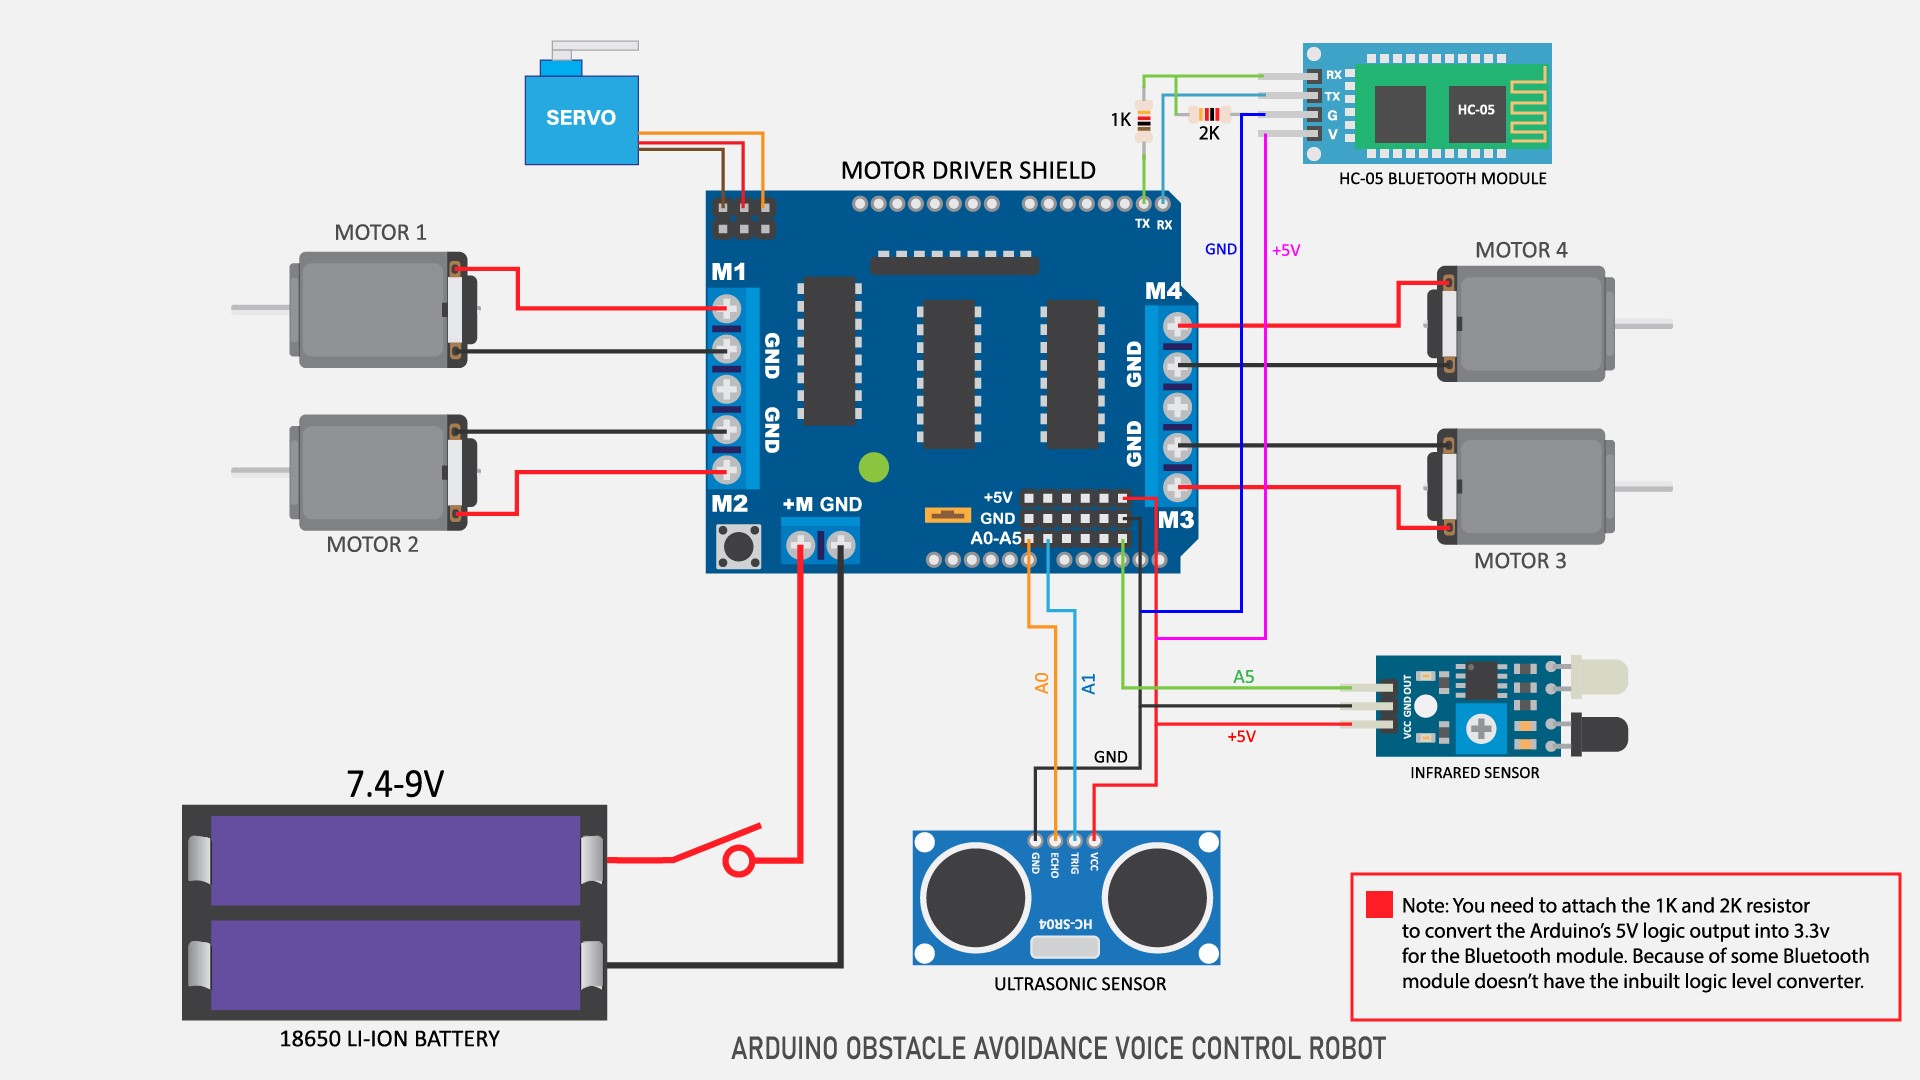 SERVO
1K
2K
RX
TX
G
V
HC-05
HC-05 BLUETOOTH MODULE
MOTOR DRIVER SHIELD
TX RX
MOTOR 1
MOTOR 2
MOTOR 4
MOTOR 3
M1
GND
GND
M2
+M GND
M4
GND
GND
M3
+5V
GND
A0-A5
GND
+5V
A0
A1
A5
+5V
GND
VCC GND OUT
INFRARED SENSOR
7.4-9V
18650 LI-ION BATTERY
GND
ECHO
TRIG
VCC
HC-SR04
ULTRASONIC SENSOR
Note: You need to attach the 1K and 2K resistor
to convert the Arduino's 5V logic output into 3.3v
for the Bluetooth module. Because of some Bluetooth
module doesn't have the inbuilt logic level converter.
ARDUINO OBSTACLE AVOIDANCE VOICE CONTROL ROBOT